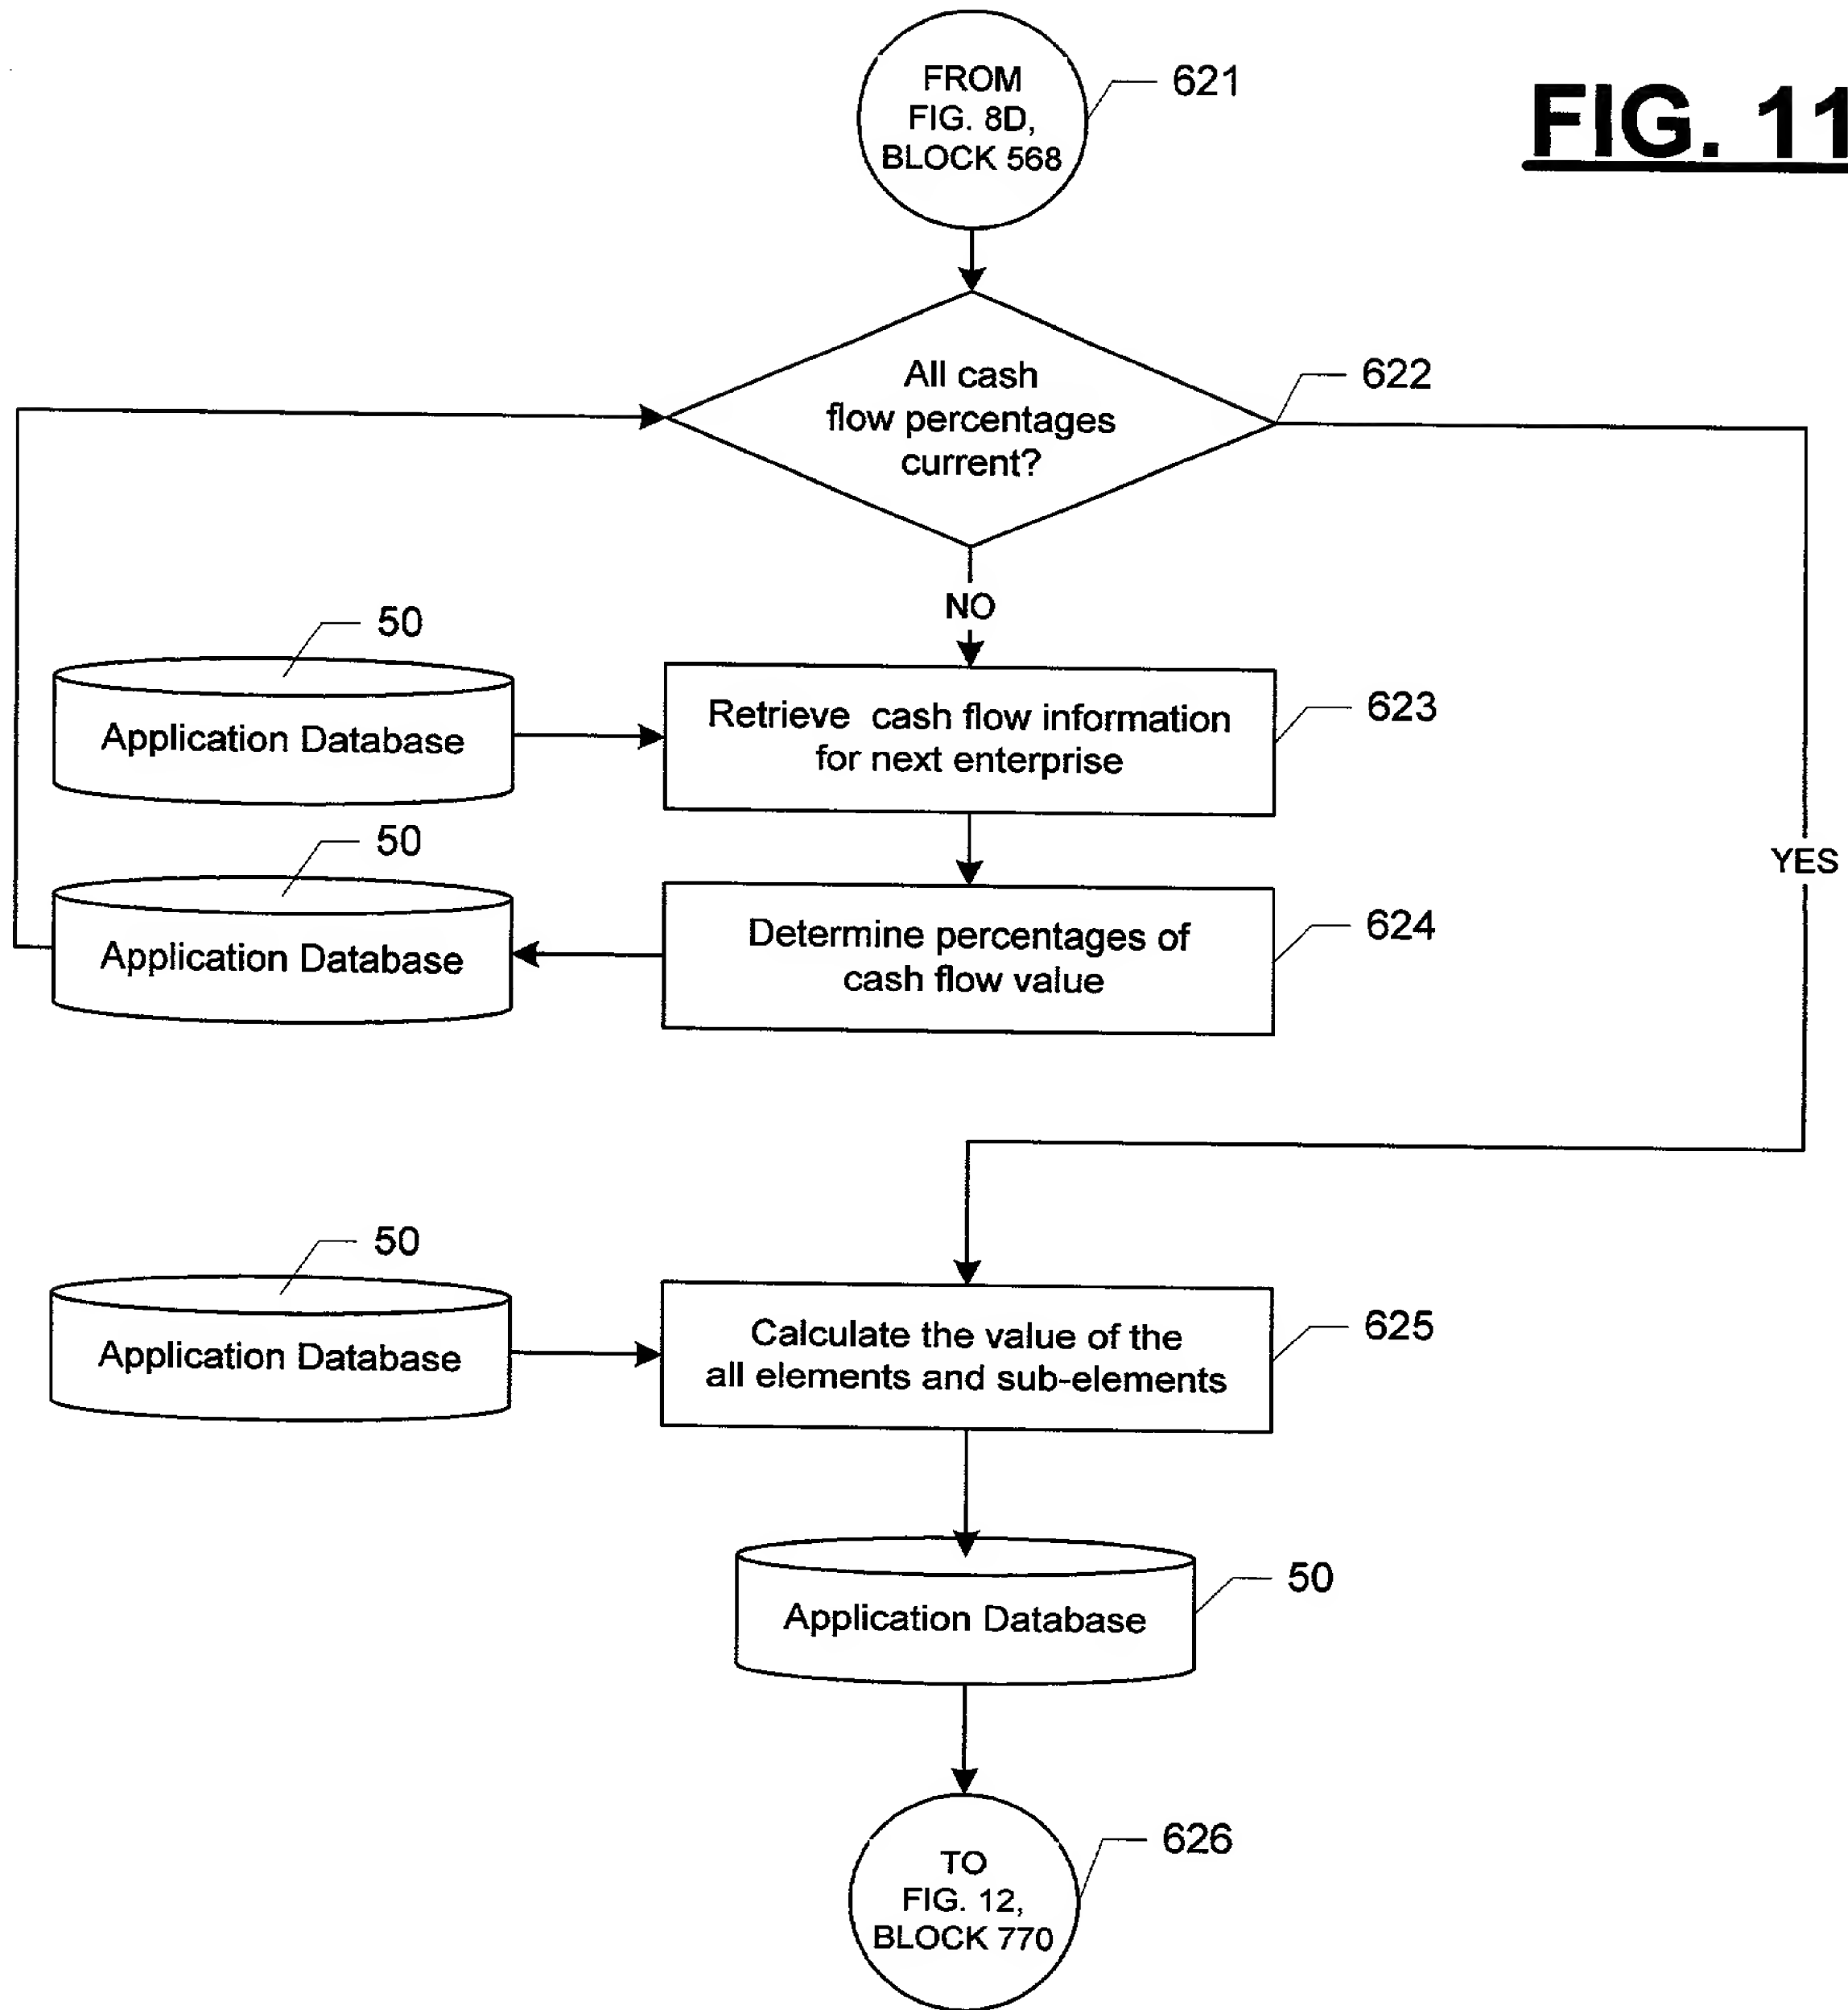 FROM
FIG. 8D,
BLOCK 568
621
FIG. 11
All cash
flow percentages
current?
622
NO
50
Application Database
Retrieve cash flow information
for next enterprise
623
50
Application Database
Determine percentages of
cash flow value
624
YES
50
Application Database
Calculate the value of the
all elements and sub-elements
625
Application Database
50
TO
FIG. 12,
BLOCK 770
626